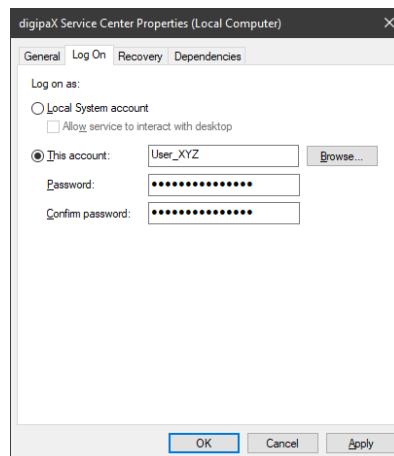 digipaX Service Center Properties (Local Computer)
General Log On Recovery Dependencies
Log on as:
Local System account
Allow service to interact with desktop
This account: User_XYZ Browse...
Password: •••••••••••••••
Confirm password: •••••••••••••••
OK Cancel Apply